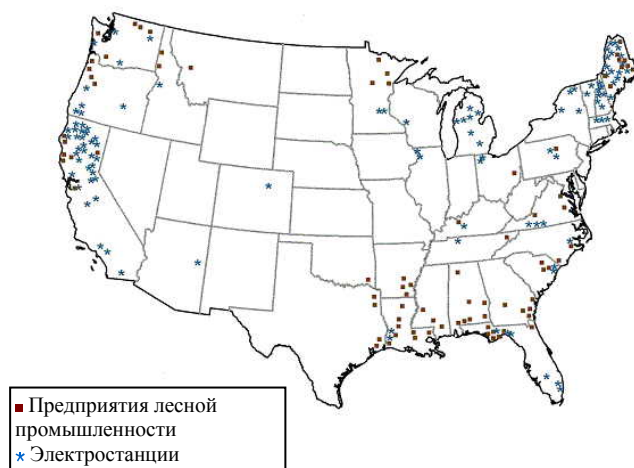 Предприятия лесной
промышленности
Электростанции